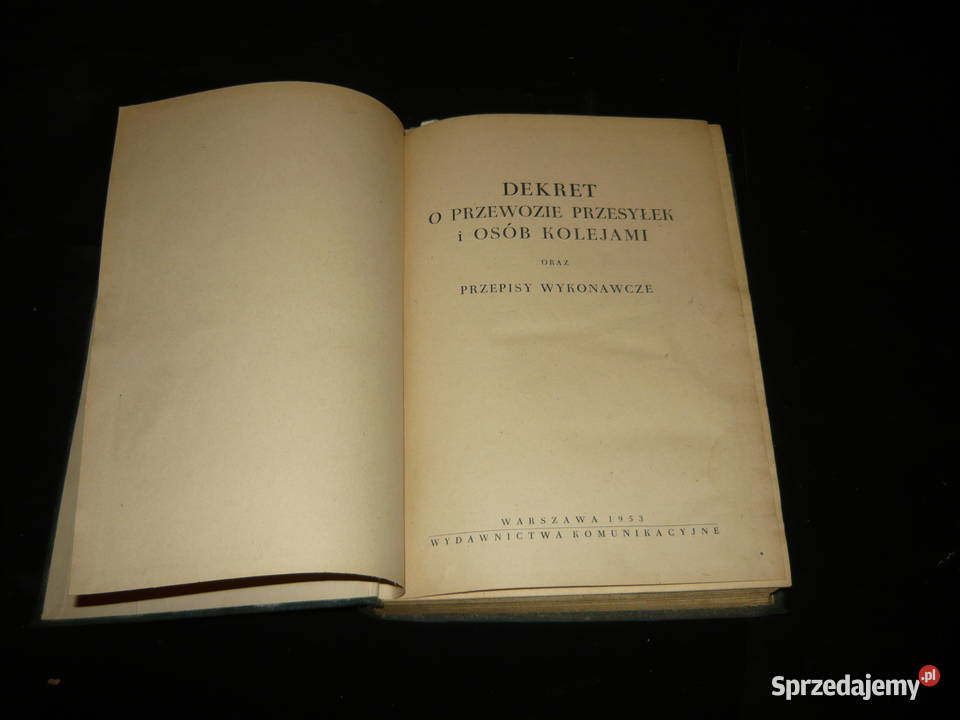 DEKRET
O PRZEWOZIE PRZESYŁEK
i OSÓB KOLEJAMI
ORAZ
PRZEPISY WYKONAWCZE
WARSZAWA 1953
WYDAWNICTWA KOMUNIKACYJNE
Sprzedajemy.pl